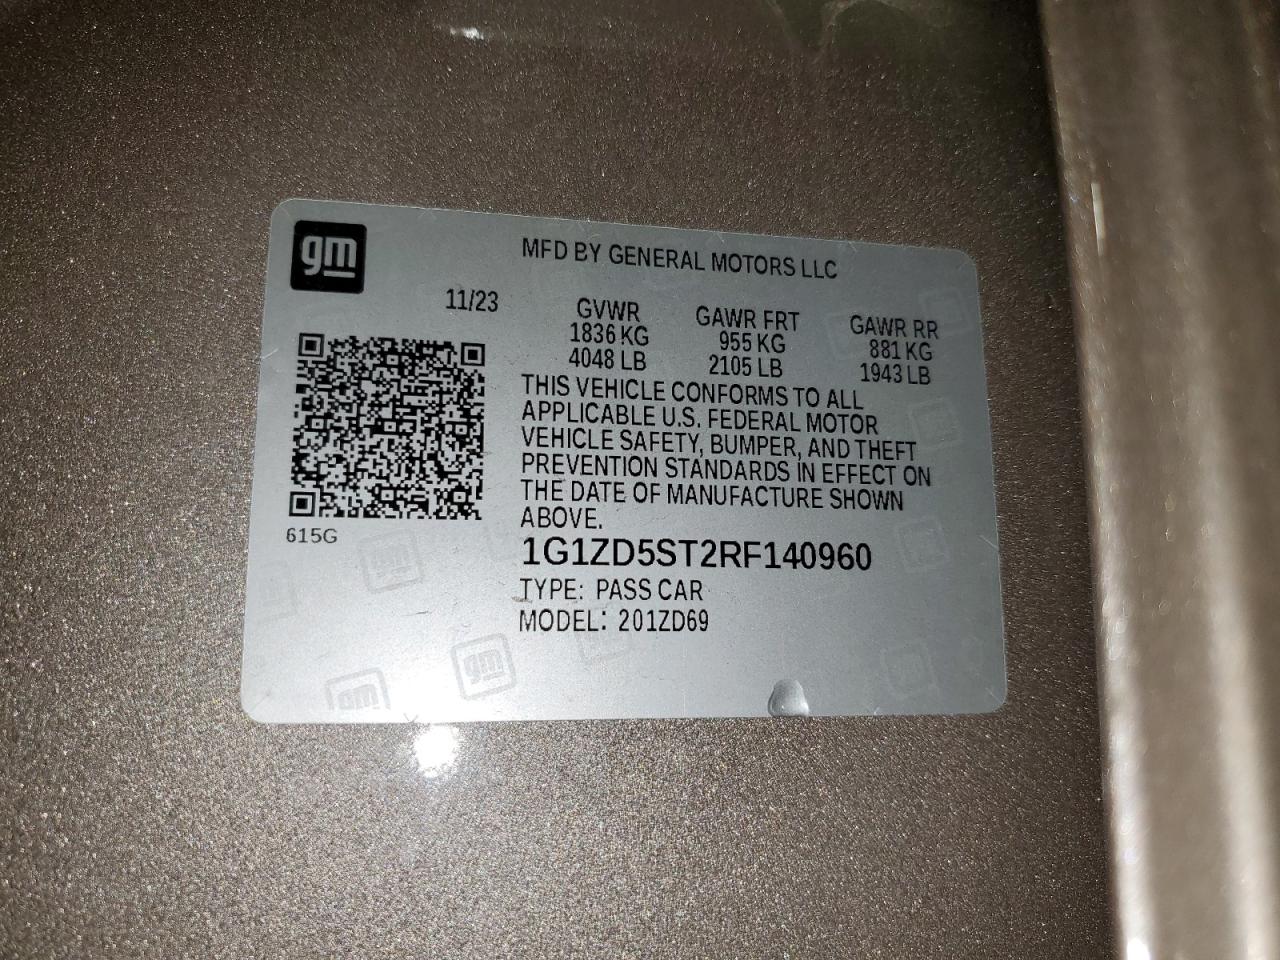 gm
MFD BY GENERAL MOTORS LLC
11/23
GVWR GAWR FRT GAWR RR
1836 KG 955 KG 881 KG
4048 LB 2105 LB 1943 LB
THIS VEHICLE CONFORMS TO ALL
APPLICABLE U.S. FEDERAL MOTOR
VEHICLE SAFETY, BUMPER, AND THEFT
PREVENTION STANDARDS IN EFFECT ON
THE DATE OF MANUFACTURE SHOWN
ABOVE.
615G
1G1ZD5ST2RF140960
TYPE: PASS CAR
MODEL: 201ZD69
gm
gm